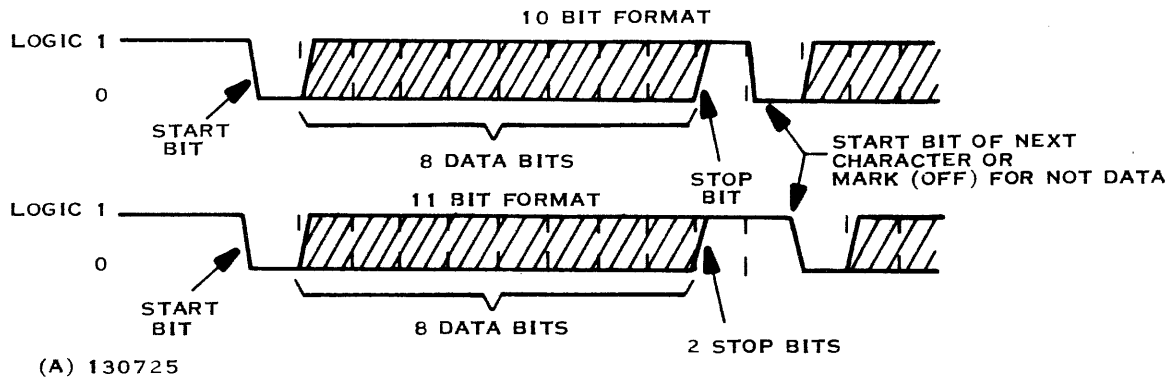 10 BIT FORMAT
LOGIC 1
0
START
BIT
8 DATA BITS
STOP
BIT
START BIT OF NEXT
CHARACTER OR
MARK (OFF) FOR NOT DATA
11 BIT FORMAT
LOGIC 1
0
START
BIT
8 DATA BITS
2 STOP BITS
(A) 130725